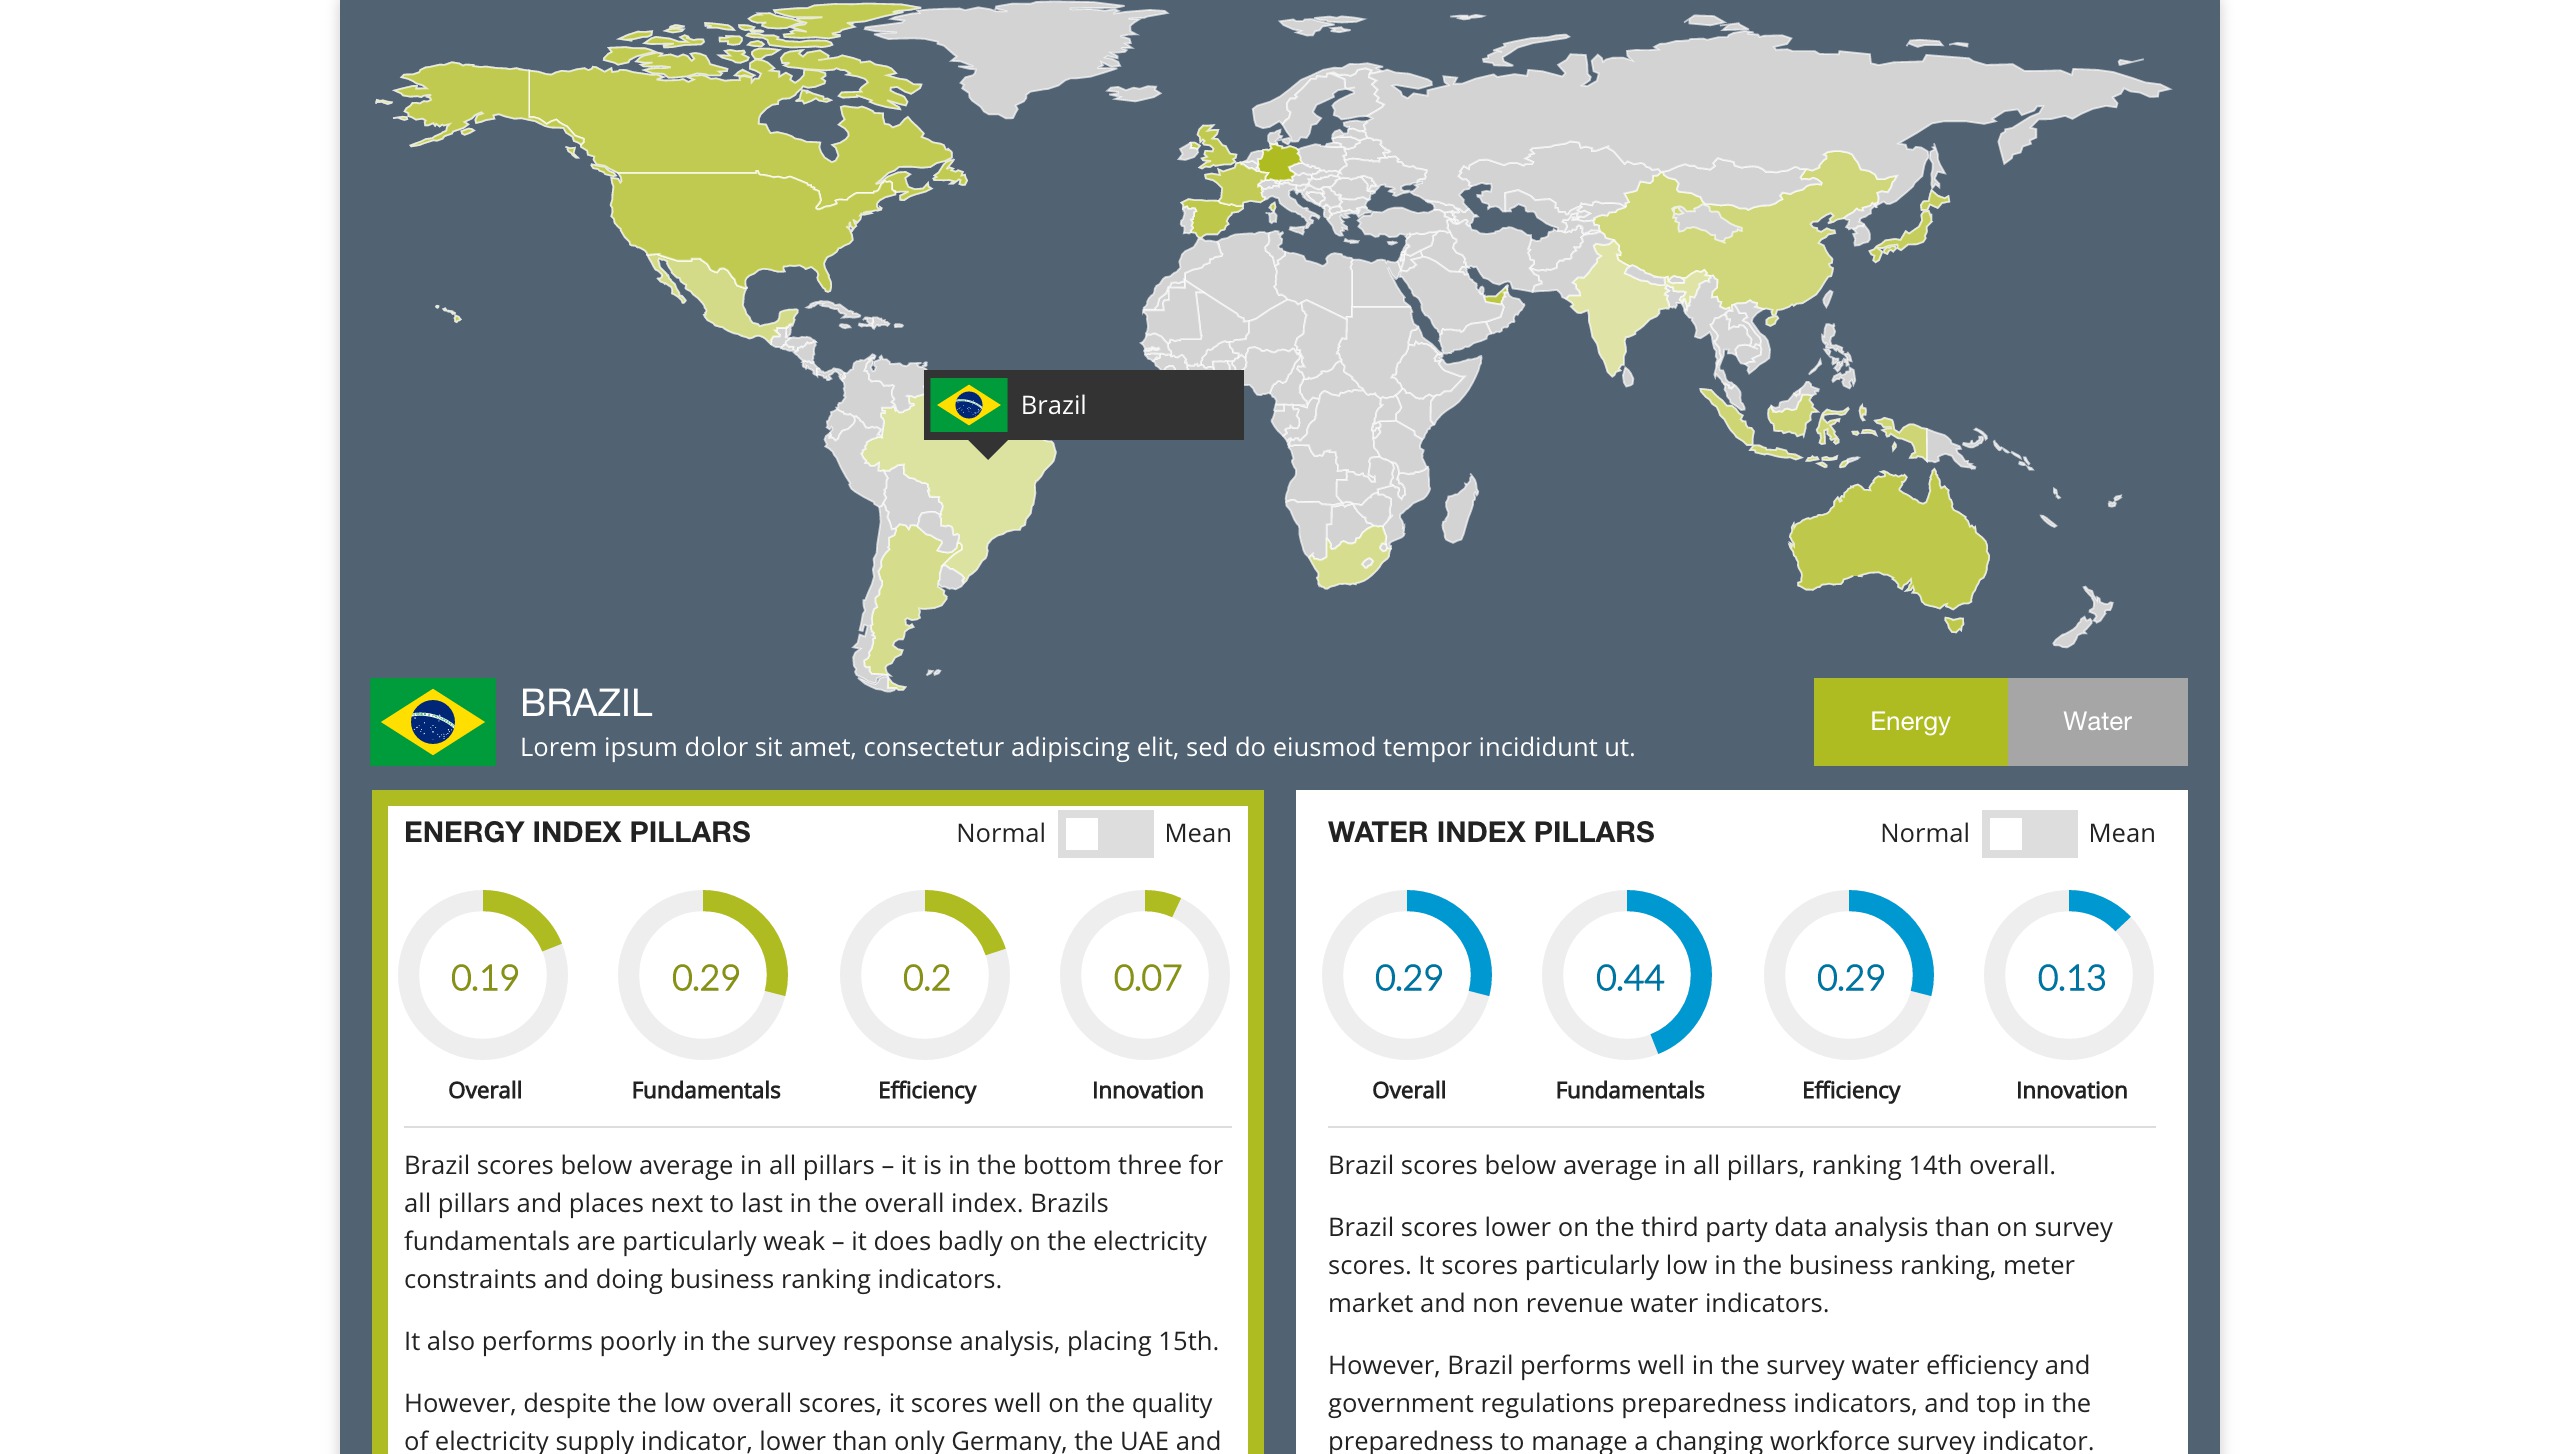 Brazil
BRAZIL
Lorem ipsum dolor sit amet, consectetur adipiscing elit, sed do eiusmod tempor incididunt ut.
Energy
Water
ENERGY INDEX PILLARS
Normal
Mean
0.19
0.29
0.2
0.07
Overall
Fundamentals
Efficiency
Innovation
Brazil scores below average in all pillars – it is in the bottom three for
all pillars and places next to last in the overall index. Brazils
fundamentals are particularly weak – it does badly on the electricity
constraints and doing business ranking indicators.
It also performs poorly in the survey response analysis, placing 15th.
However, despite the low overall scores, it scores well on the quality
of electricity supply indicator, lower than only Germany, the UAE and
WATER INDEX PILLARS
Normal
Mean
0.29
0.44
0.29
0.13
Overall
Fundamentals
Efficiency
Innovation
Brazil scores below average in all pillars, ranking 14th overall.
Brazil scores lower on the third party data analysis than on survey
scores. It scores particularly low in the business ranking, meter
market and non revenue water indicators.
However, Brazil performs well in the survey water efficiency and
government regulations preparedness indicators, and top in the
preparedness to manage a changing workforce survey indicator.